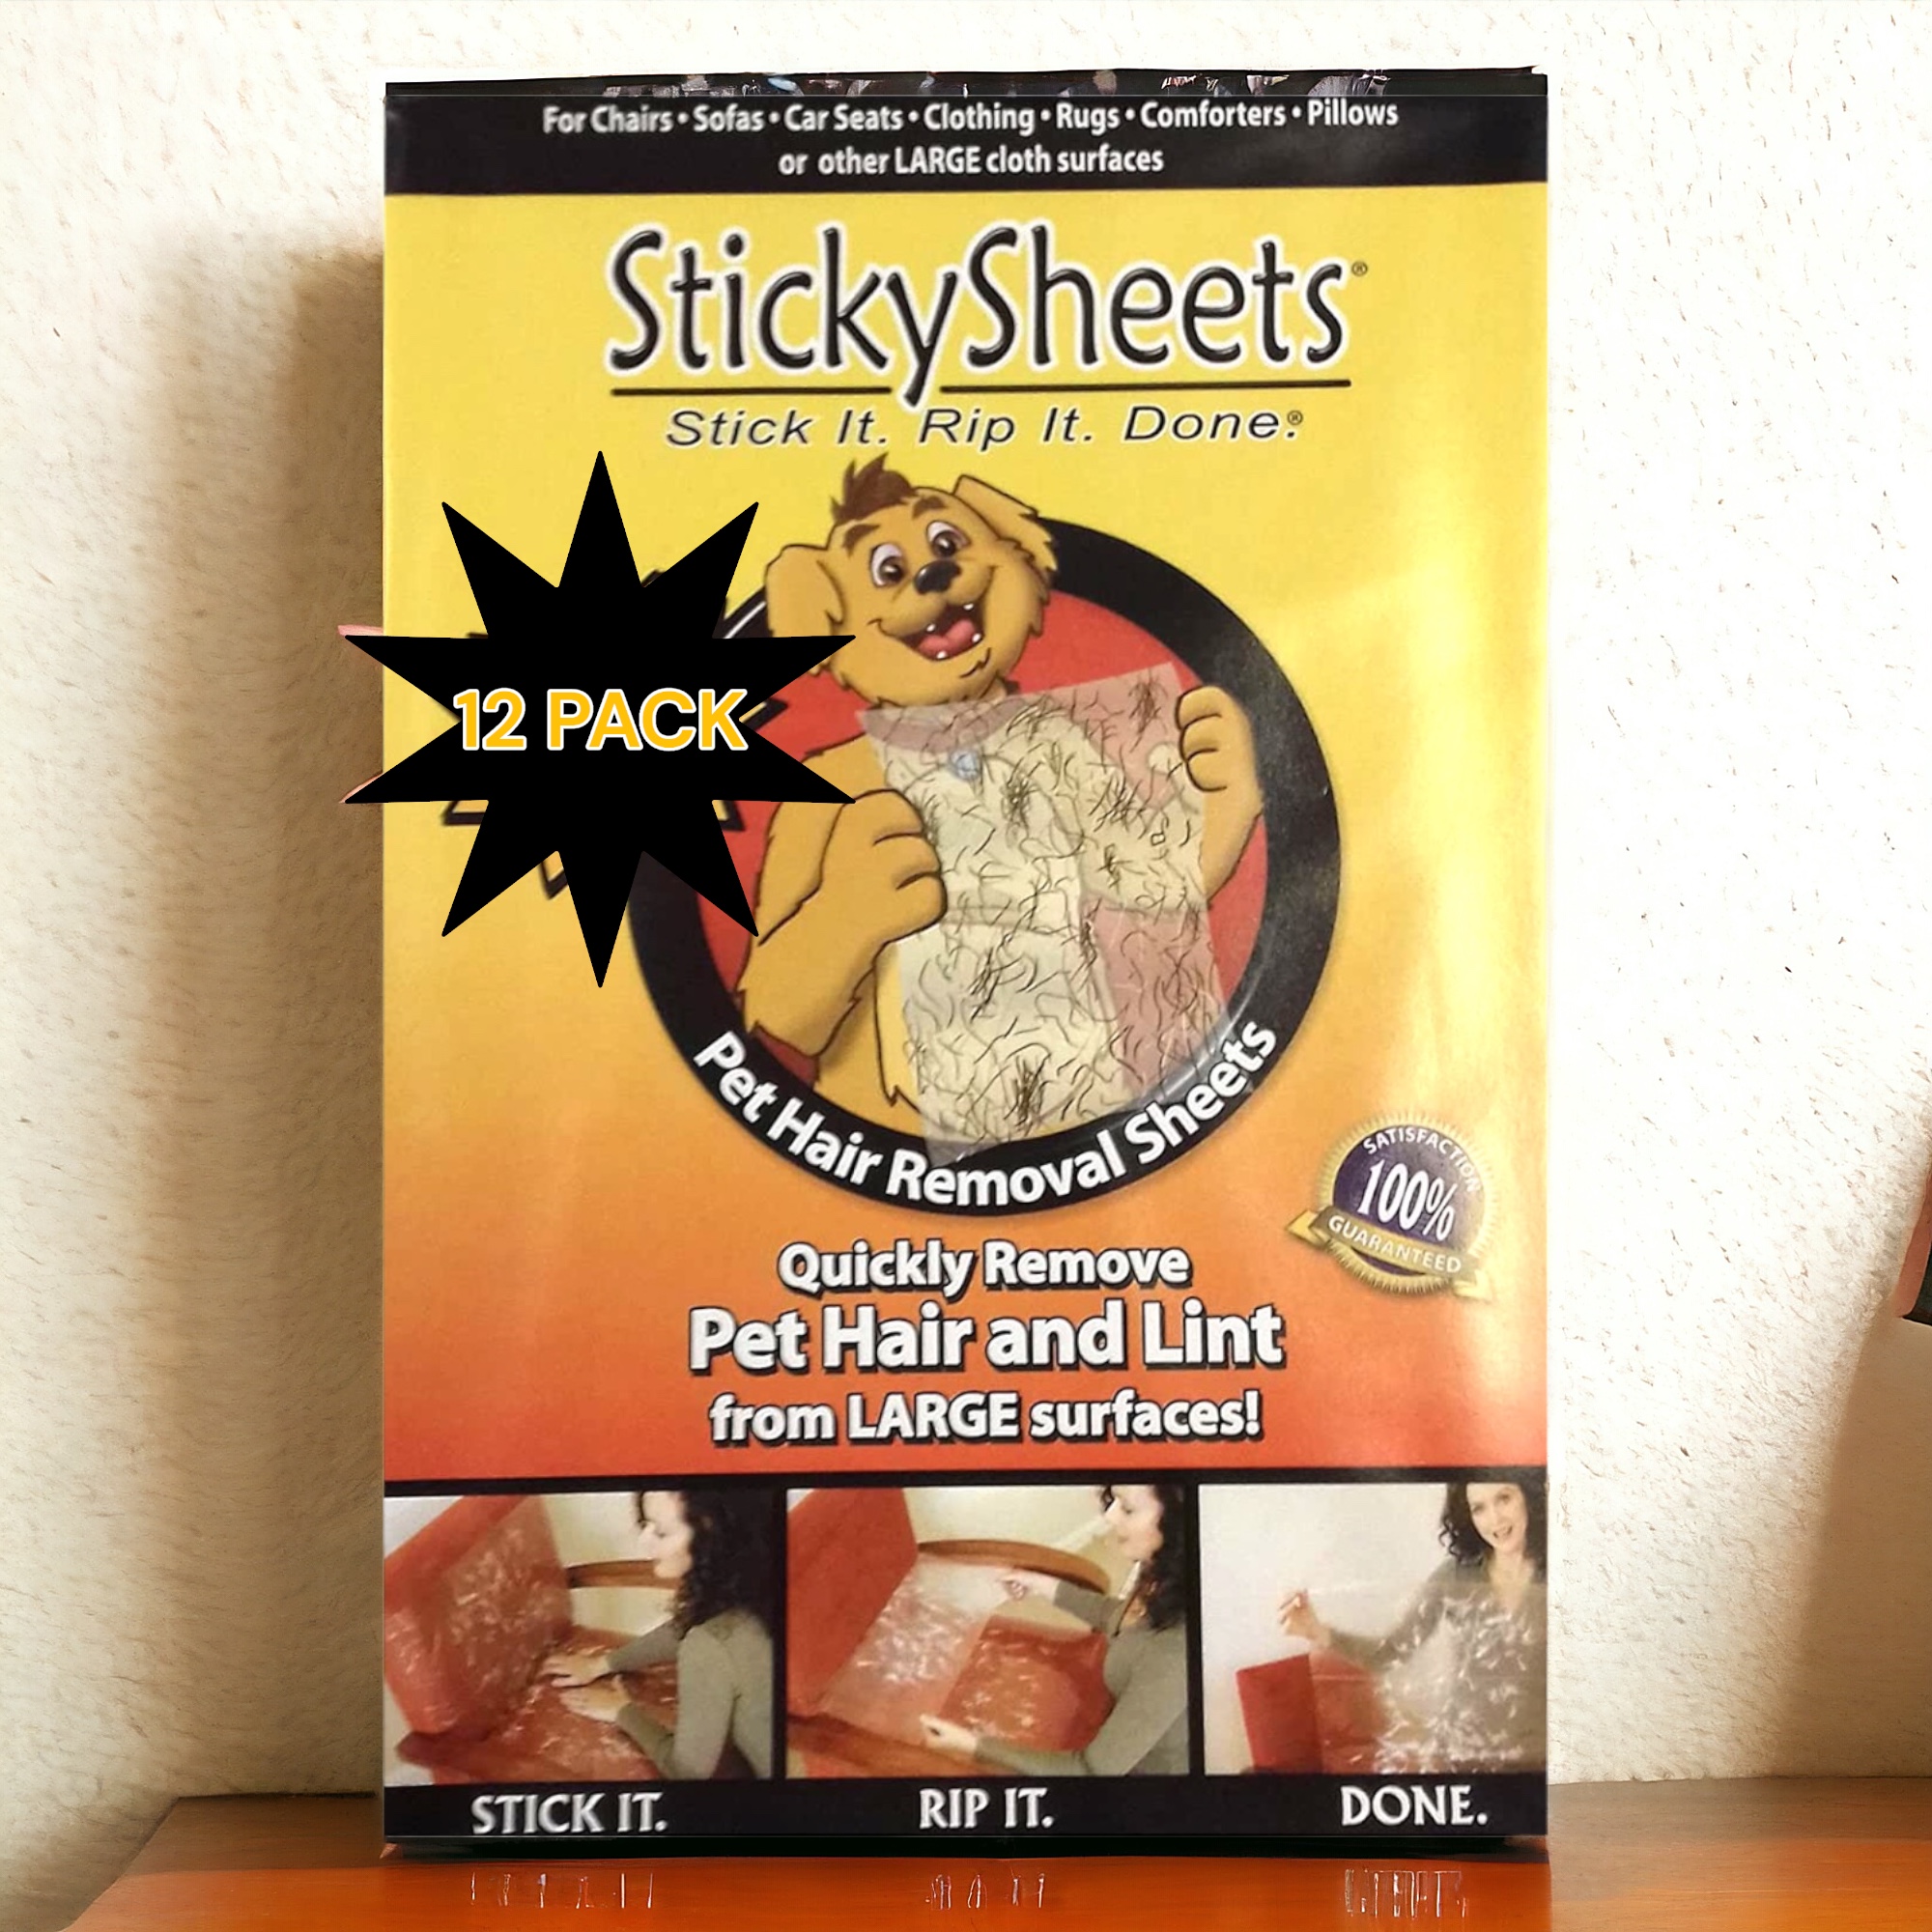 For Chairs • Sofas • Car Seats • Clothing • Rugs • Comforters • Pillows
or other LARGE cloth surfaces
StickySheets®
Stick It. Rip It. Done.®
12 PACK
Pet Hair Removal Sheets
SATISFACTION
100%
GUARANTEED
Quickly Remove
Pet Hair and Lint
from LARGE surfaces!
STICK IT.
RIP IT.
DONE.